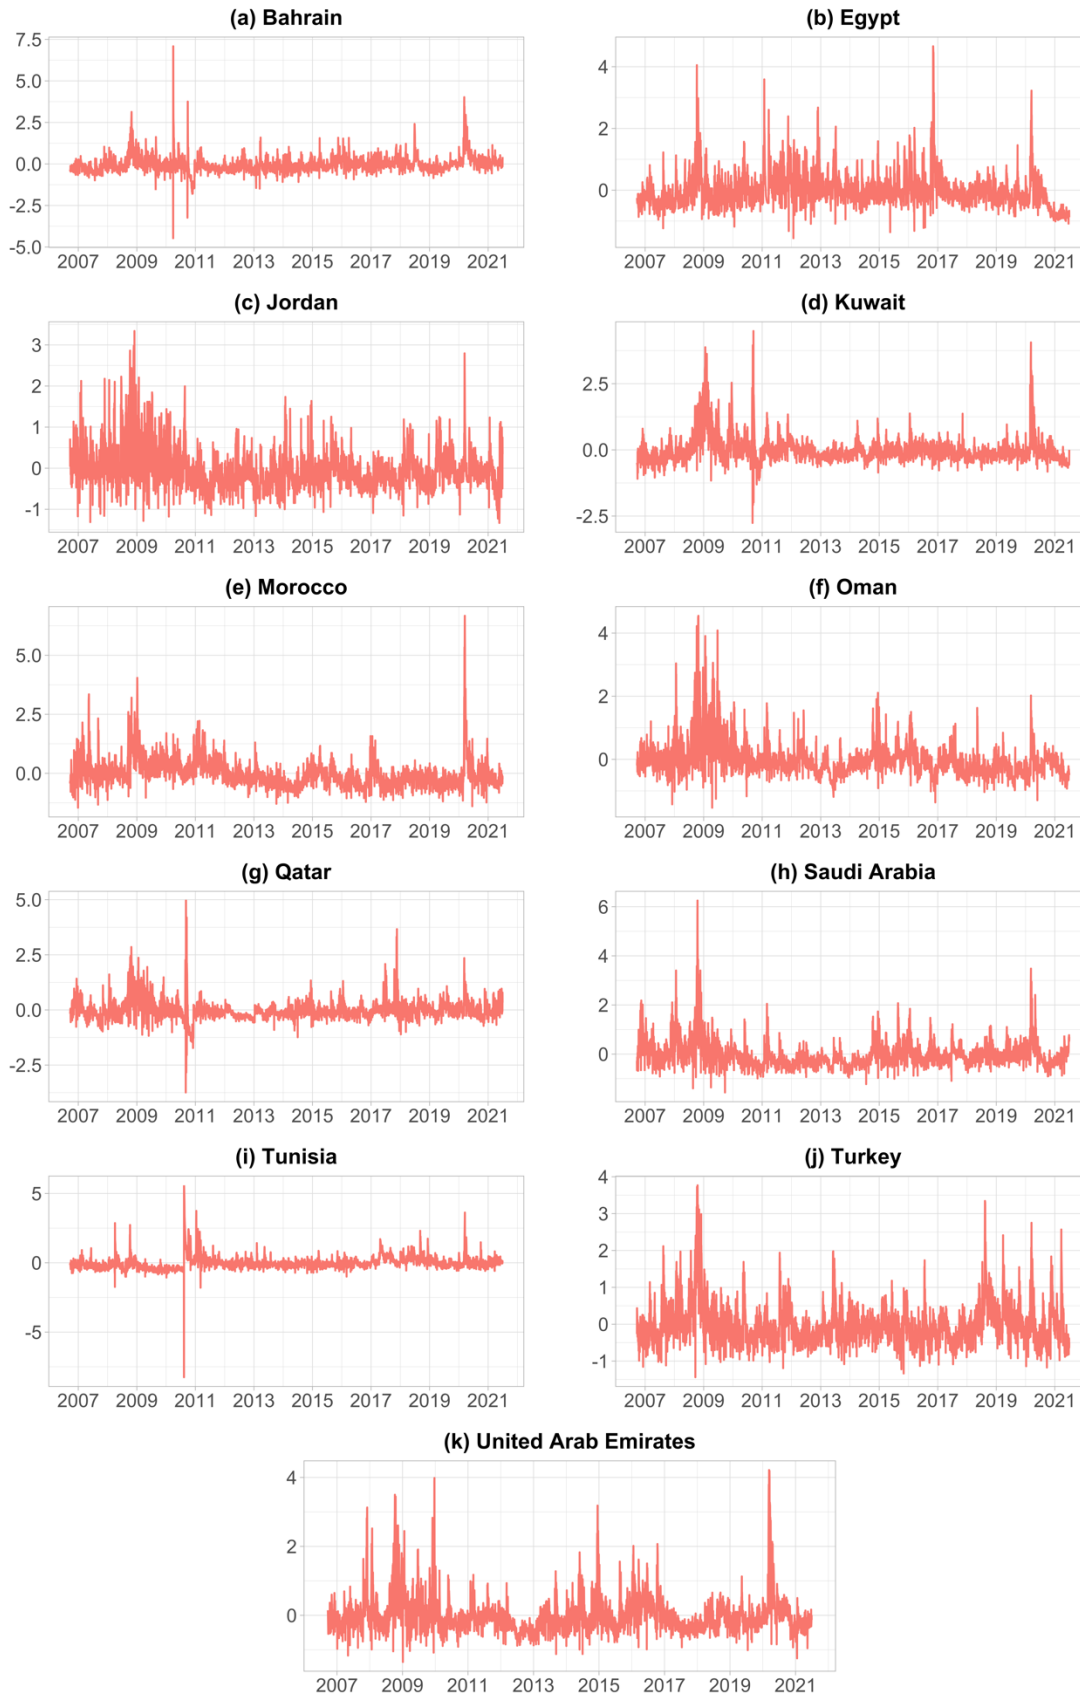 (a) Bahrain
7.5
5.0
2.5
0.0
-2.5
-5.0
2007 2009 2011 2013 2015 2017 2019 2021
(b) Egypt
4
2
0
2007 2009 2011 2013 2015 2017 2019 2021
(c) Jordan
3
2
1
0
-1
2007 2009 2011 2013 2015 2017 2019 2021
(d) Kuwait
2.5
0.0
-2.5
2007 2009 2011 2013 2015 2017 2019 2021
(e) Morocco
5.0
2.5
0.0
2007 2009 2011 2013 2015 2017 2019 2021
(f) Oman
4
2
0
2007 2009 2011 2013 2015 2017 2019 2021
(g) Qatar
5.0
2.5
0.0
-2.5
2007 2009 2011 2013 2015 2017 2019 2021
(h) Saudi Arabia
6
4
2
0
2007 2009 2011 2013 2015 2017 2019 2021
(i) Tunisia
5
0
-5
2007 2009 2011 2013 2015 2017 2019 2021
(j) Turkey
4
3
2
1
0
-1
2007 2009 2011 2013 2015 2017 2019 2021
(k) United Arab Emirates
4
2
0
2007 2009 2011 2013 2015 2017 2019 2021